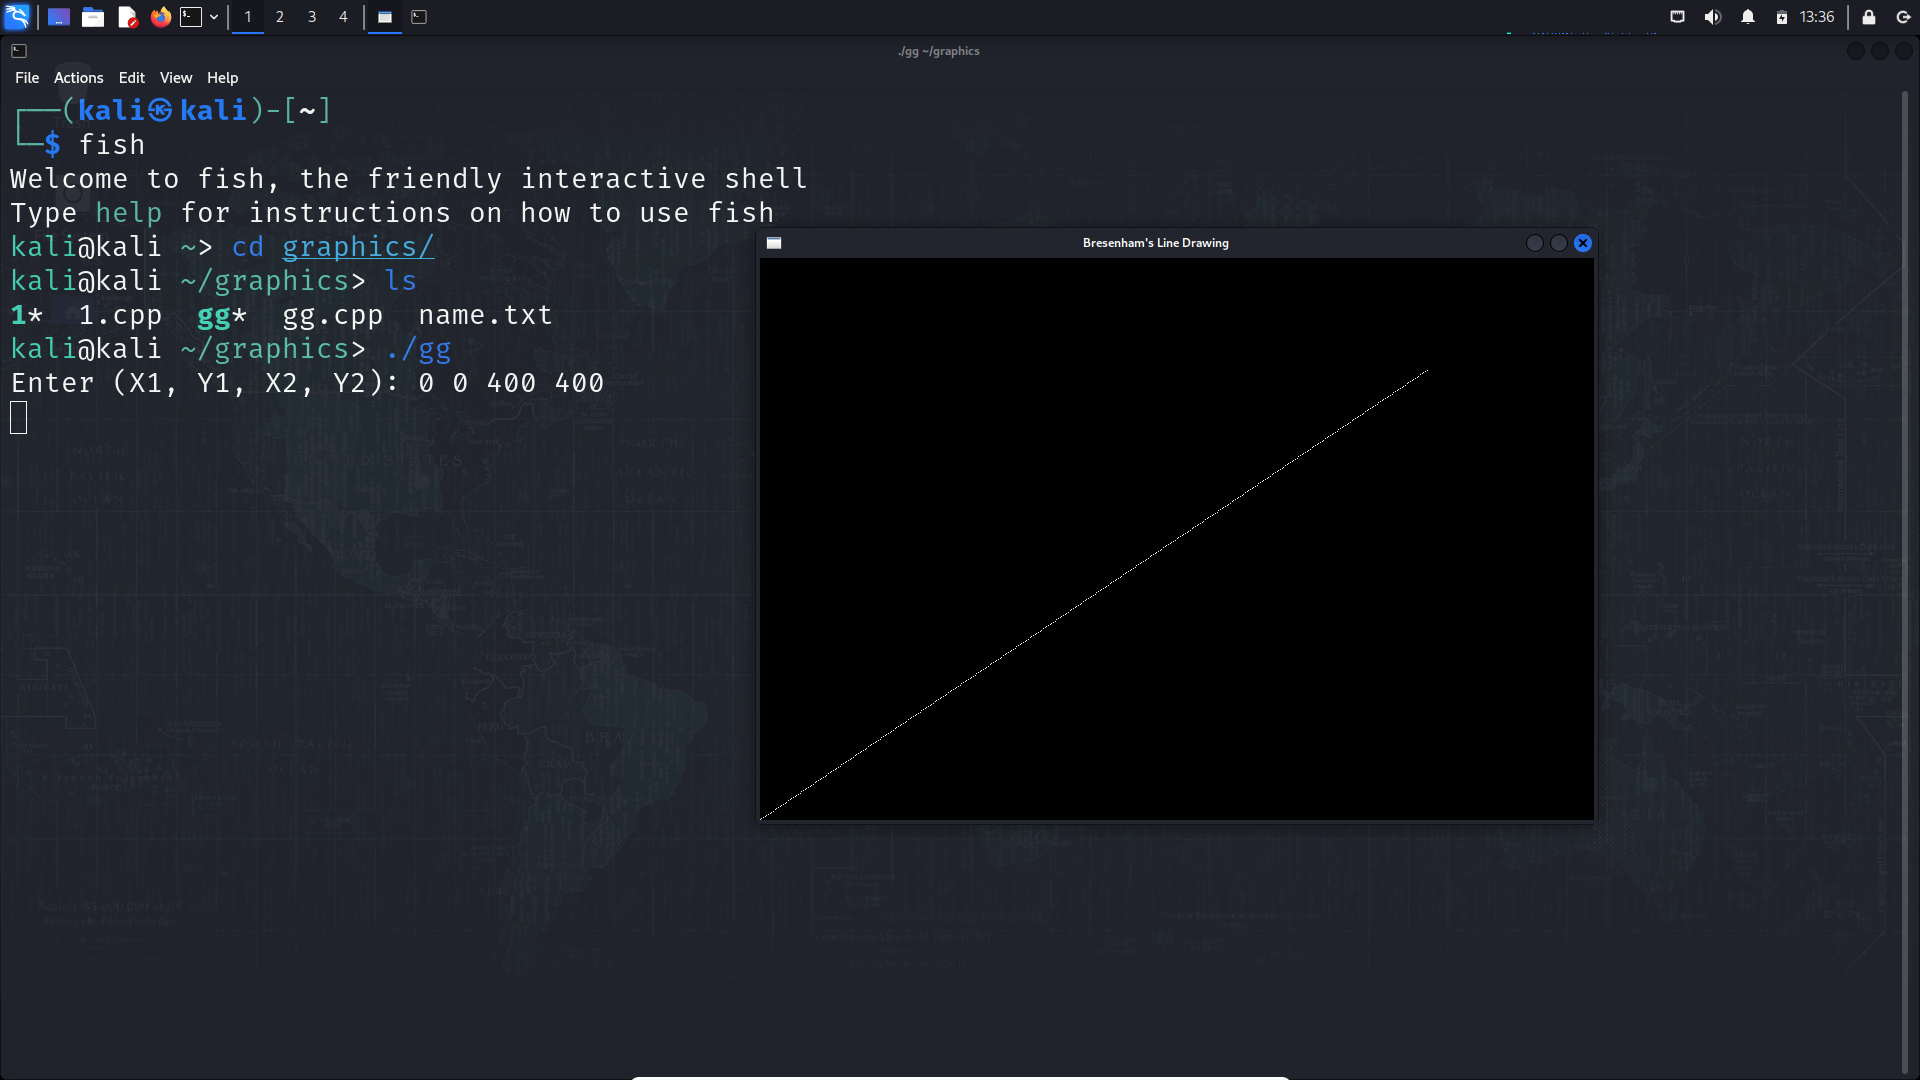 1 2 3 4
13:36
./gg ~/graphics
File Actions Edit View Help
┌──(kali㉿kali)-[~]
└─$ fish
Welcome to fish, the friendly interactive shell
Type help for instructions on how to use fish
kali@kali ~> cd graphics/
kali@kali ~/graphics> ls
1* 1.cpp gg* gg.cpp name.txt
kali@kali ~/graphics> ./gg
Enter (X1, Y1, X2, Y2): 0 0 400 400
Bresenham's Line Drawing